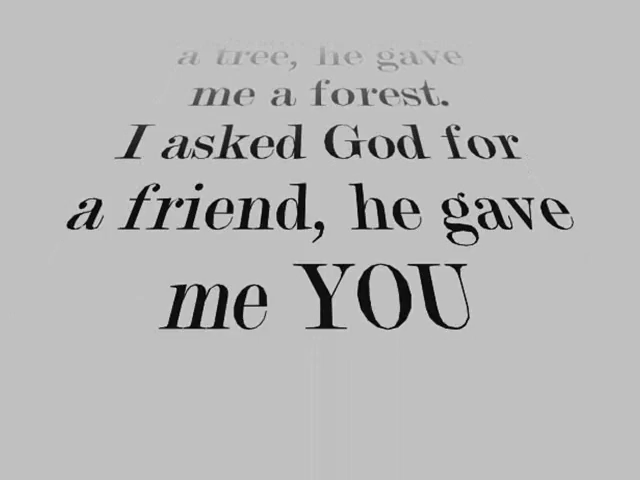 a tree, he gave
me a forest.
I asked God for
a friend, he gave
me YOU